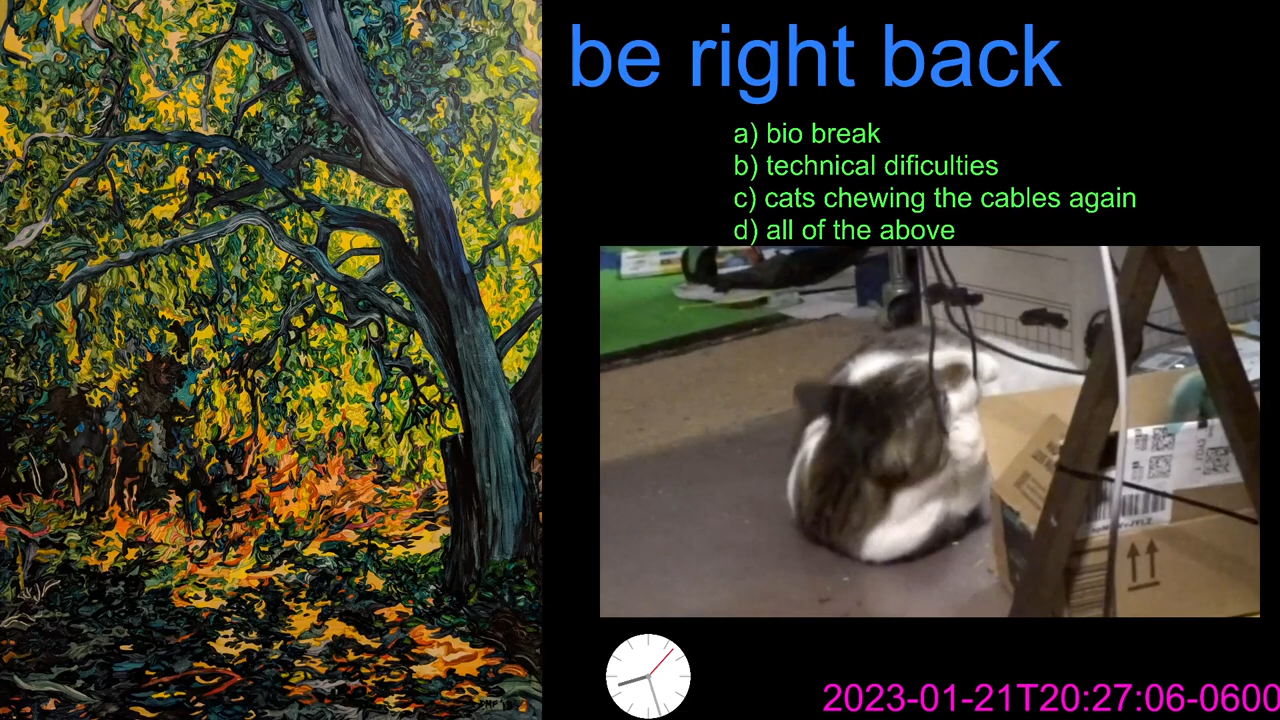 be right back
a) bio break
b) technical dificulties
c) cats chewing the cables again
d) all of the above
2023-01-21T20:27:06-0600